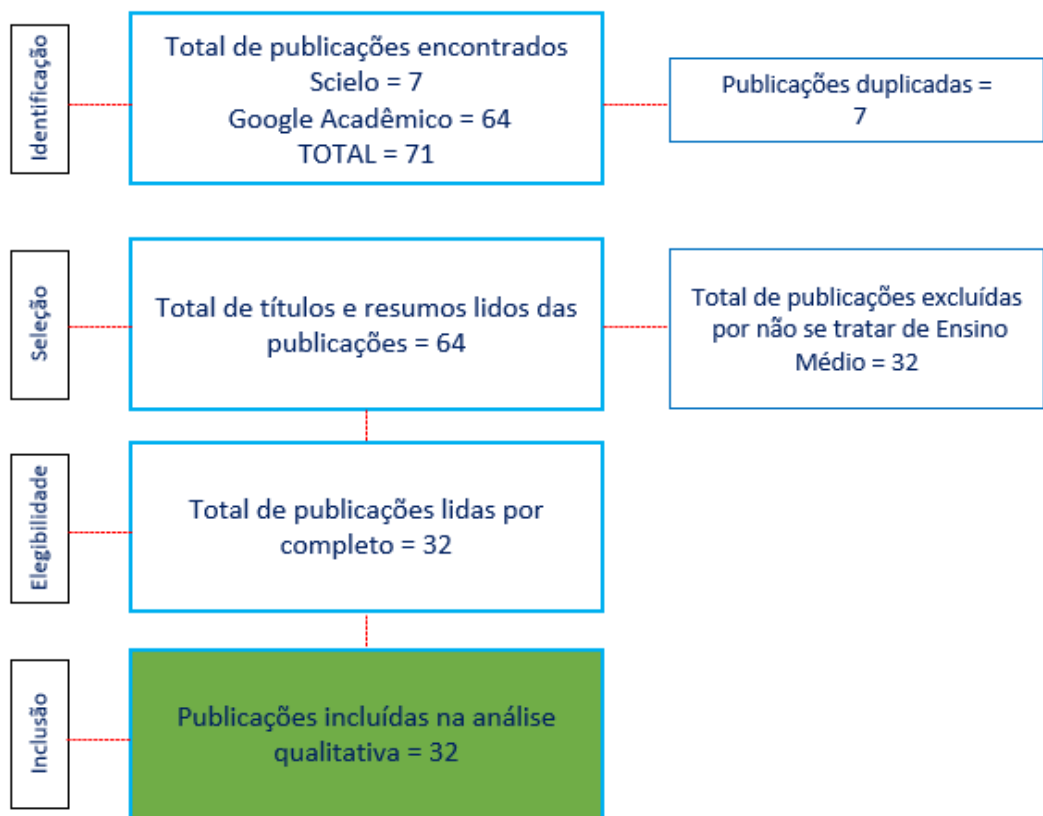 Identificação
Total de publicações encontrados
Scielo = 7
Google Acadêmico = 64
TOTAL = 71
Publicações duplicadas =
7
Seleção
Total de títulos e resumos lidos das
publicações = 64
Total de publicações excluídas
por não se tratar de Ensino
Médio = 32
Elegibilidade
Total de publicações lidas por
completo = 32
Inclusão
Publicações incluídas na análise
qualitativa = 32